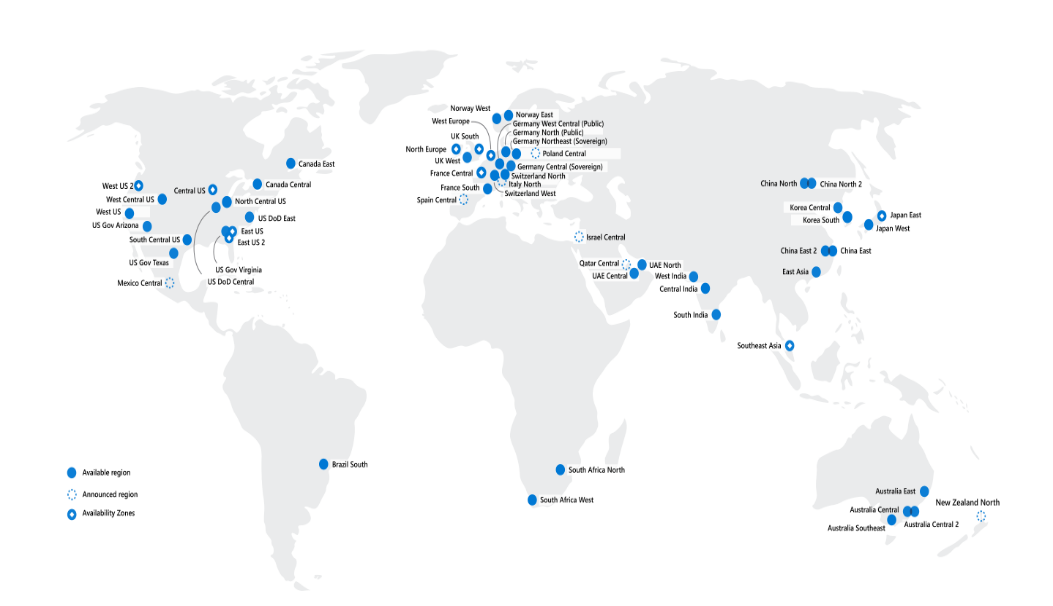 Norway West
Norway East
West Europe
Germany West Central (Public)
Germany North (Public)
UK South
Germany Northeast (Sovereign)
North Europe
Poland Central
UK West
Canada East
Germany Central (Sovereign)
France Central
Switzerland North
West US 2
Central US
Canada Central
Italy North
China North
China North 2
France South
Switzerland West
West Central US
North Central US
Spain Central
West US
Korea Central
US DoD East
Korea South
Japan East
US Gov Arizona
East US
Japan West
South Central US
East US 2
Israel Central
China East 2
China East
US Gov Texas
Qatar Central
UAE North
US Gov Virginia
UAE Central
West India
East Asia
Mexico Central
US DoD Central
Central India
South India
Southeast Asia
Brazil South
South Africa North
Available region
Announced region
South Africa West
Availability Zones
Australia East
New Zealand North
Australia Central
Australia Southeast
Australia Central 2